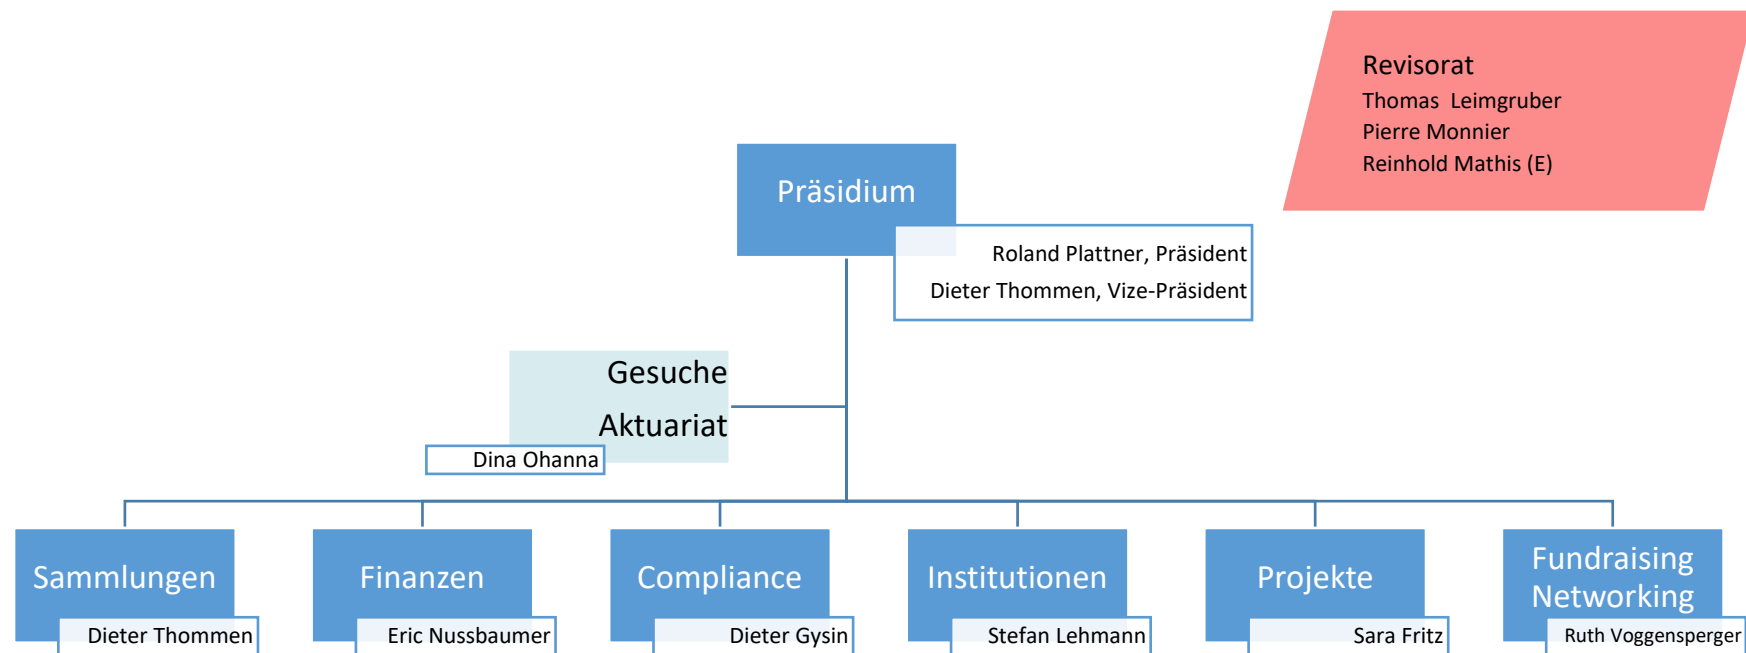 Revisorat
Thomas Leimgruber
Pierre Monnier
Reinhold Mathis (E)
Präsidium
Roland Plattner, Präsident
Dieter Thommen, Vize-Präsident
Gesuche
Aktuariat
Dina Ohanna
Sammlungen
Dieter Thommen
Finanzen
Eric Nussbaumer
Compliance
Dieter Gysin
Institutionen
Stefan Lehmann
Projekte
Sara Fritz
Fundraising
Networking
Ruth Voggensperger